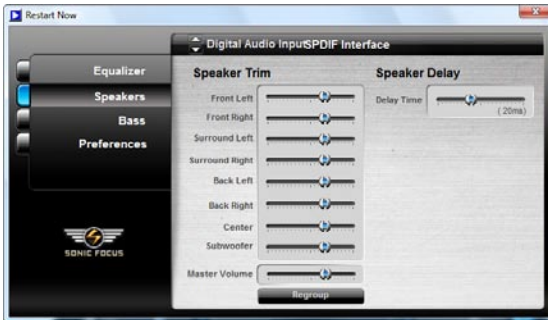 Restart Now
Digital Audio InputSPDIF Interface
Equalizer
Speakers
Bass
Preferences
SONIC FOCUS
Speaker Trim
Front Left
Front Right
Surround Left
Surround Right
Back Left
Back Right
Center
Subwoofer
Master Volume
Regroup
Speaker Delay
Delay Time
( 20ms)